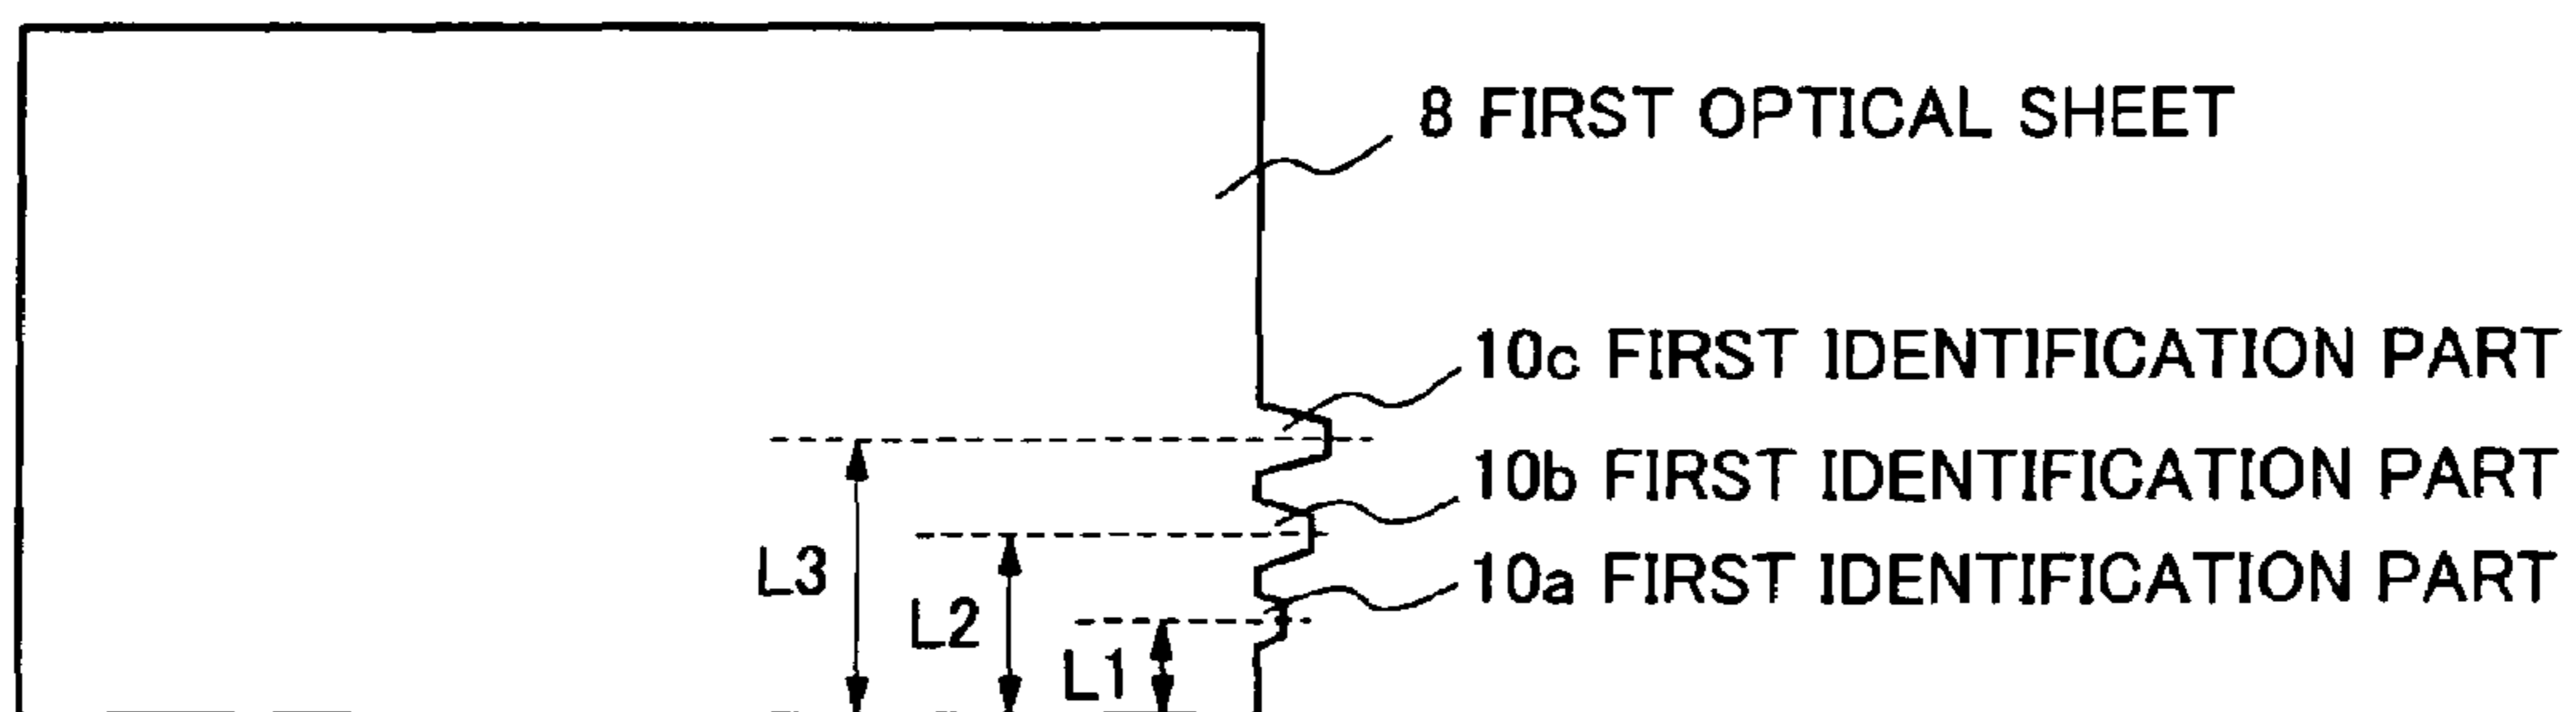 8 FIRST OPTICAL SHEET
10c FIRST IDENTIFICATION PART
10b FIRST IDENTIFICATION PART
L3
10a FIRST IDENTIFICATION PART
L2
L1